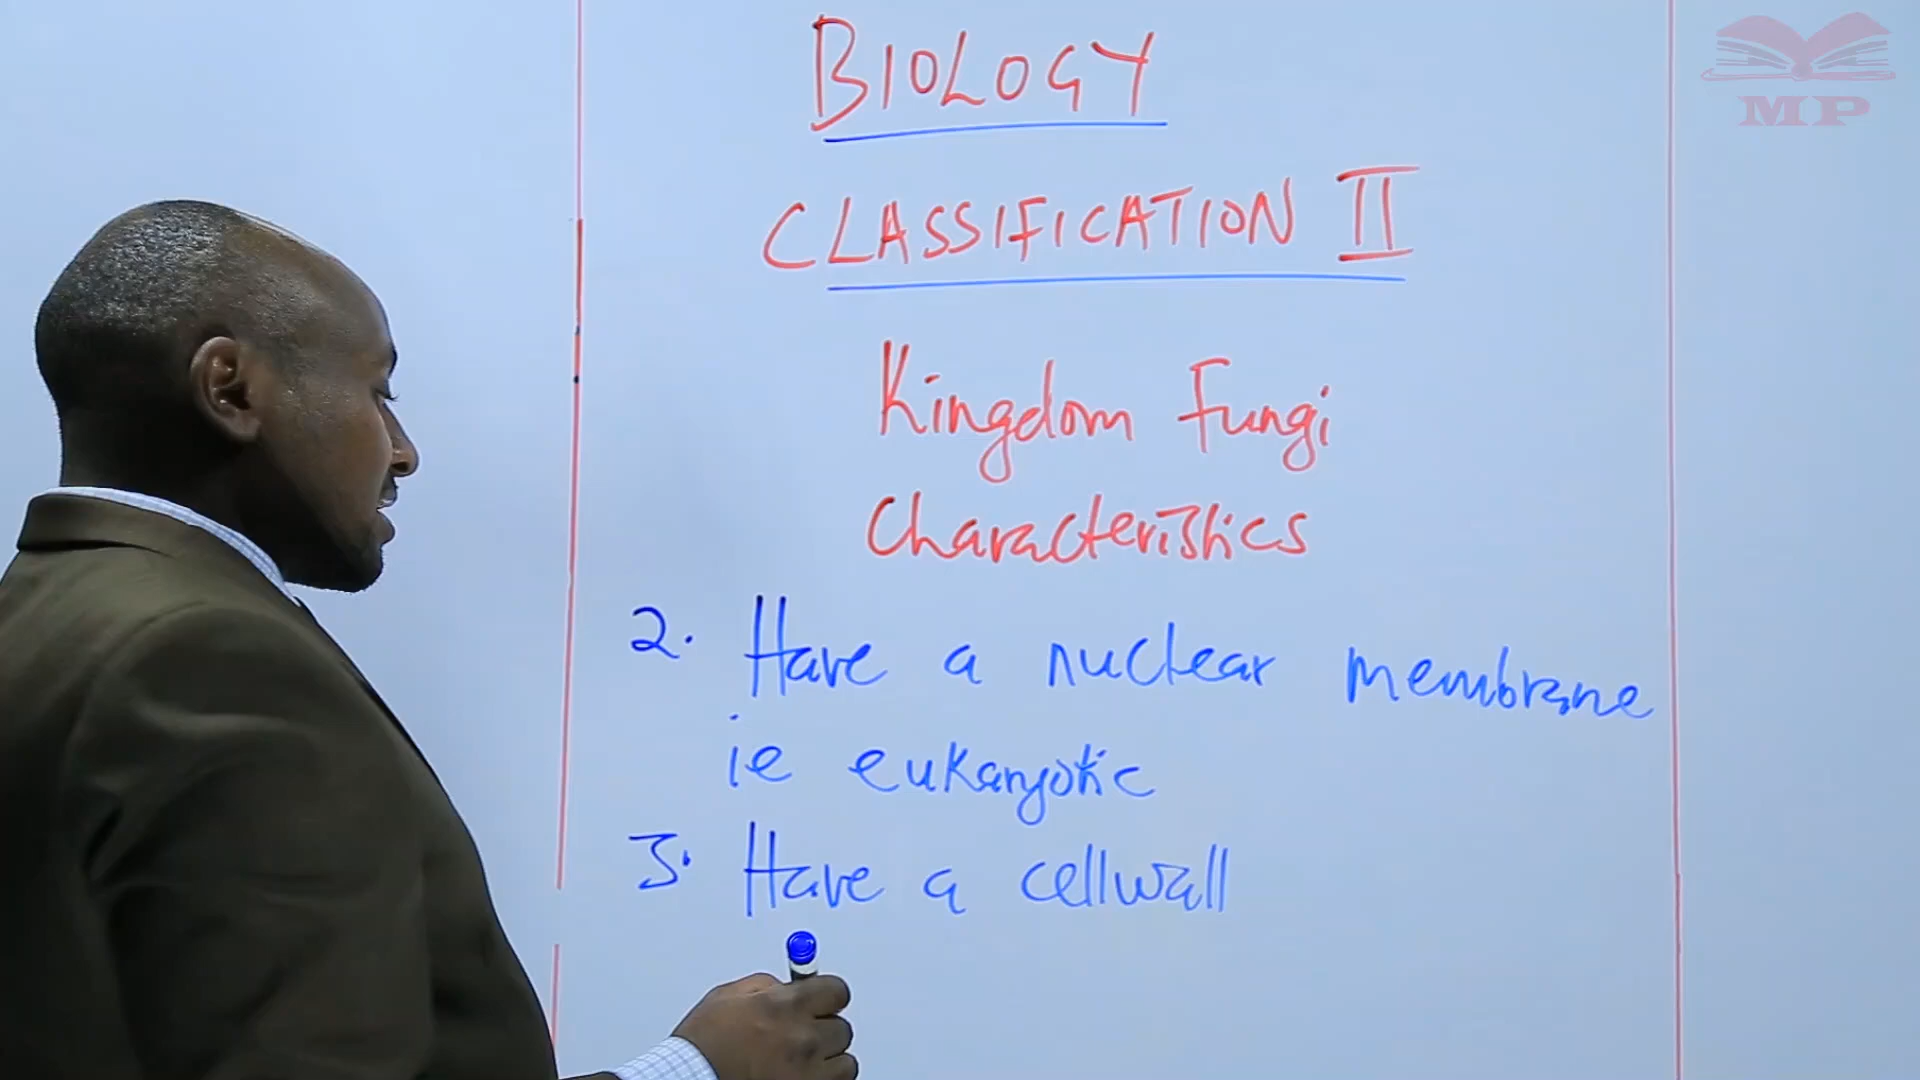 BIOLOGY
CLASSIFICATION II
Kingdom Fungi
Characteristics
2. Have a nuclear membrane
ie eukaryotic
3. Have a cellwall
MP